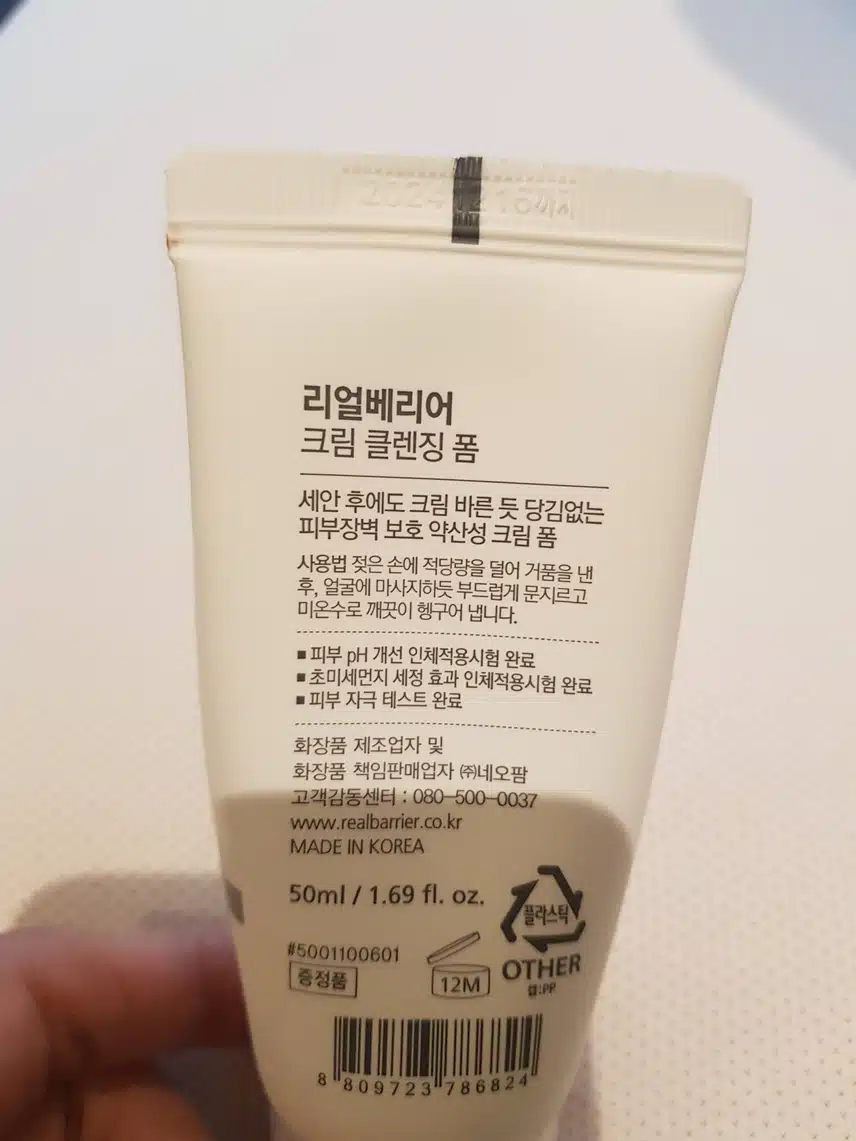 2024 12 16까지
리얼베리어
크림 클렌징 폼
세안 후에도 크림 바른 듯 당김없는
피부장벽 보호 약산성 크림 폼
사용법 젖은 손에 적당량을 덜어 거품을 낸
후, 얼굴에 마사지하듯 부드럽게 문지르고
미온수로 깨끗이 헹구어 냅니다.
■ 피부 pH 개선 인체적용시험 완료
■ 초미세먼지 세정 효과 인체적용시험 완료
■ 피부 자극 테스트 완료
화장품 제조업자 및
화장품 책임판매업자 ㈜네오팜
고객감동센터 : 080-500-0037
www.realbarrier.co.kr
MADE IN KOREA
50ml / 1.69 fl. oz.
플라스틱
OTHER
캡:PP
#5001100601
증정품
12M
8 809723 786824